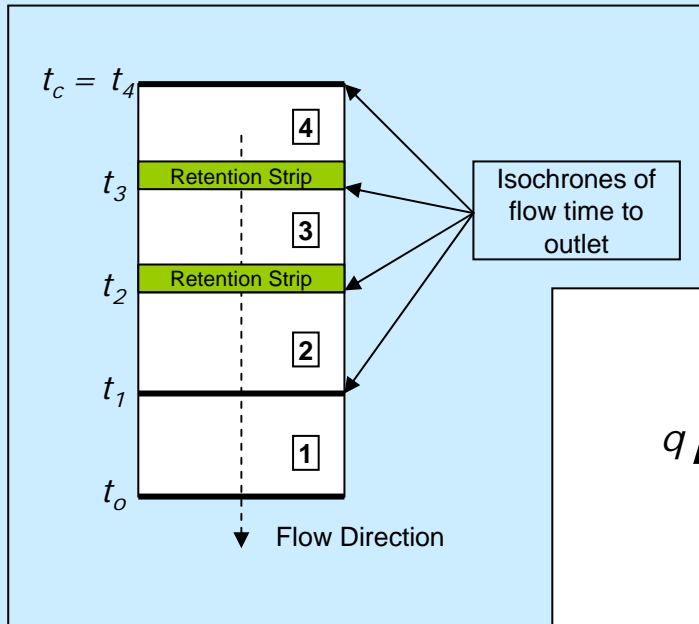 t_c = t_4
4
t_3
Retention Strip
3
t_2
Retention Strip
2
t_1
1
t_o
Flow Direction
Isochrones of
flow time to
outlet
q